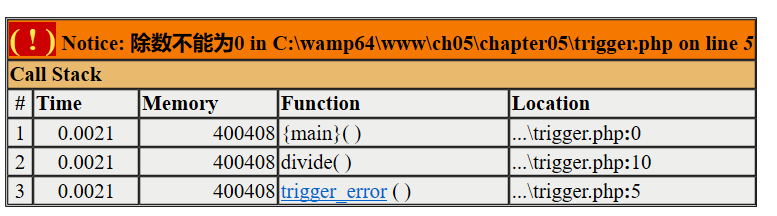 ( ! ) Notice: 除数不能为0 in C:\wamp64\www\ch05\chapter05\trigger.php on line 5
Call Stack
# Time Memory Function Location
1 0.0021 400408 {main}( ) ...\trigger.php:0
2 0.0021 400408 divide( ) ...\trigger.php:10
3 0.0021 400408 trigger_error ( ) ...\trigger.php:5